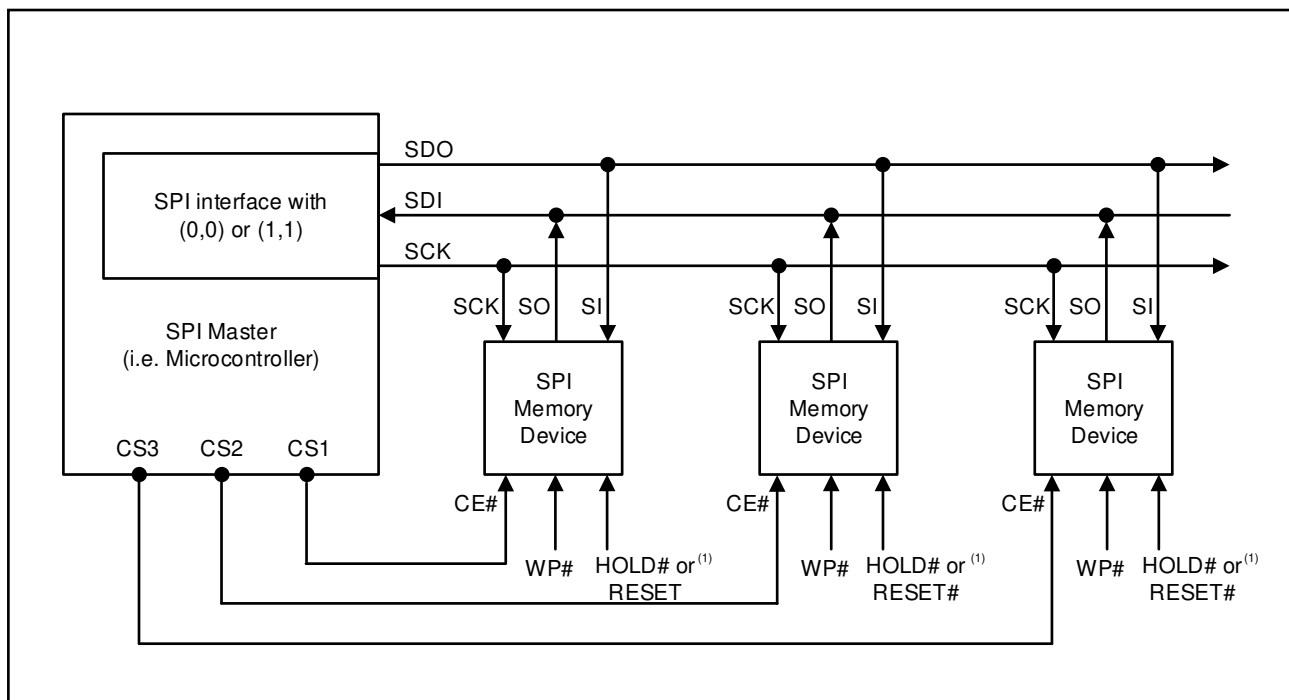 SDO
SPI interface with
(0,0) or (1,1)
SDI
SCK
SPI Master
(i.e. Microcontroller)
SCK SO SI
SCK SO SI
SCK SO SI
SPI
Memory
Device
SPI
Memory
Device
SPI
Memory
Device
CS3 CS2 CS1
CE#
WP#
HOLD# or (1)
RESET
CE#
WP#
HOLD# or (1)
RESET#
CE#
WP#
HOLD# or (1)
RESET#